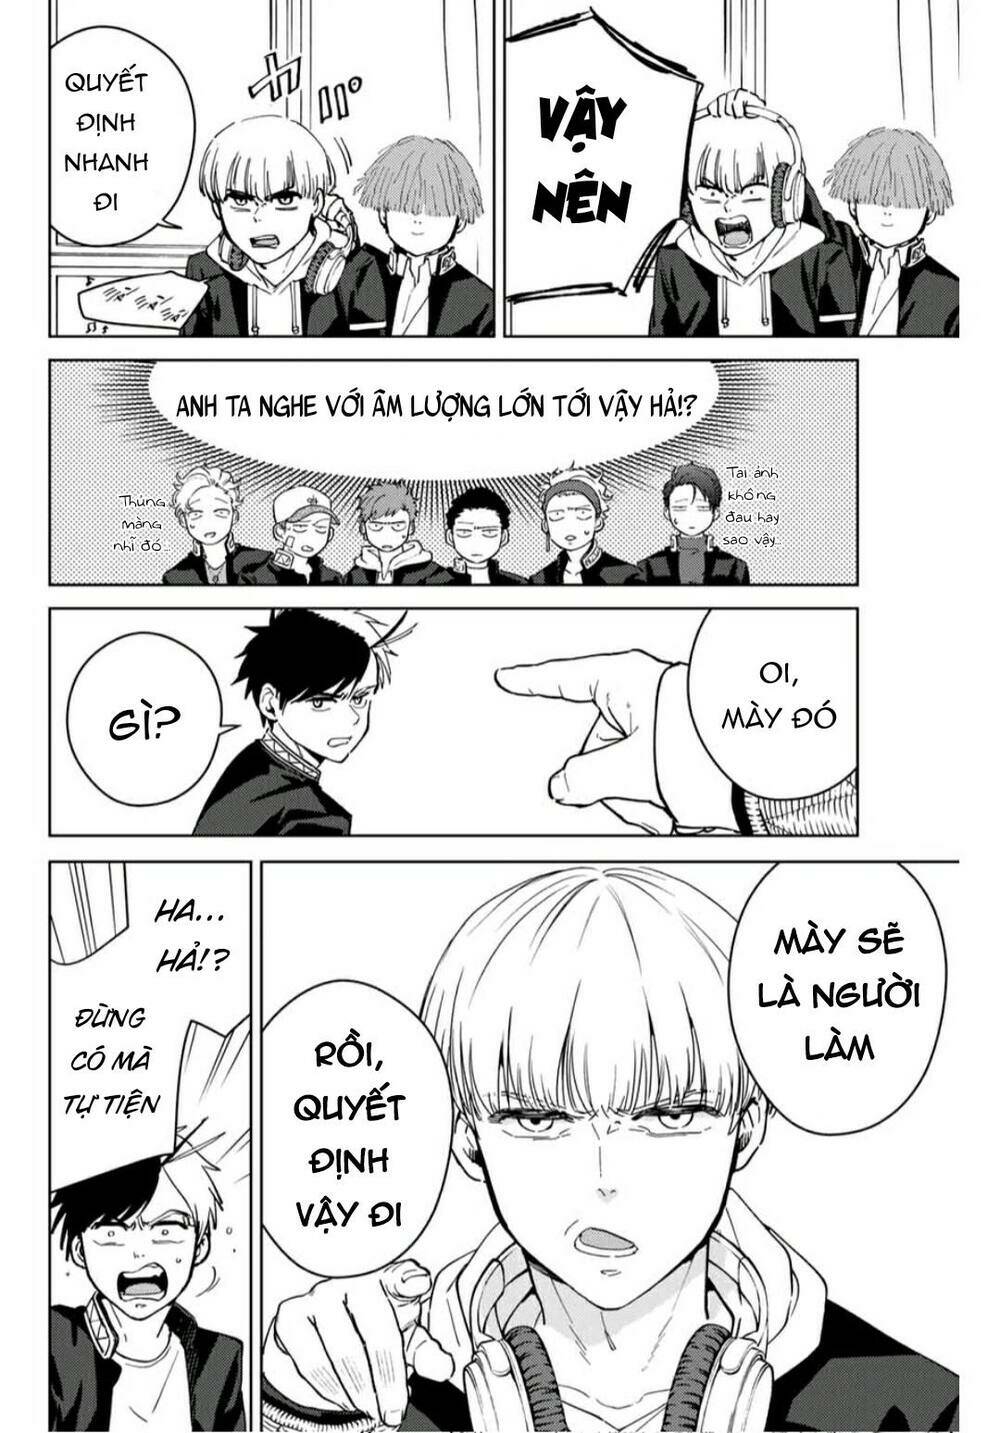 VẬY
NÊN
QUYẾT
ĐỊNH
NHANH
ĐI
ANH TA NGHE VỚI ÂM LƯỢNG LỚN TỚI VẬY HẢ!?
Tai ảnh
không
đau hay
sao vậy...
Thủng
màng
nhĩ đó...
OI,
MÀY ĐÓ
GÌ?
MÀY SẼ
LÀ NGƯỜI
LÀM
RỒI,
QUYẾT
ĐỊNH
VẬY ĐI
HA...
HẢ!?
ĐỪNG
CÓ MÀ
TỰ TIỆN